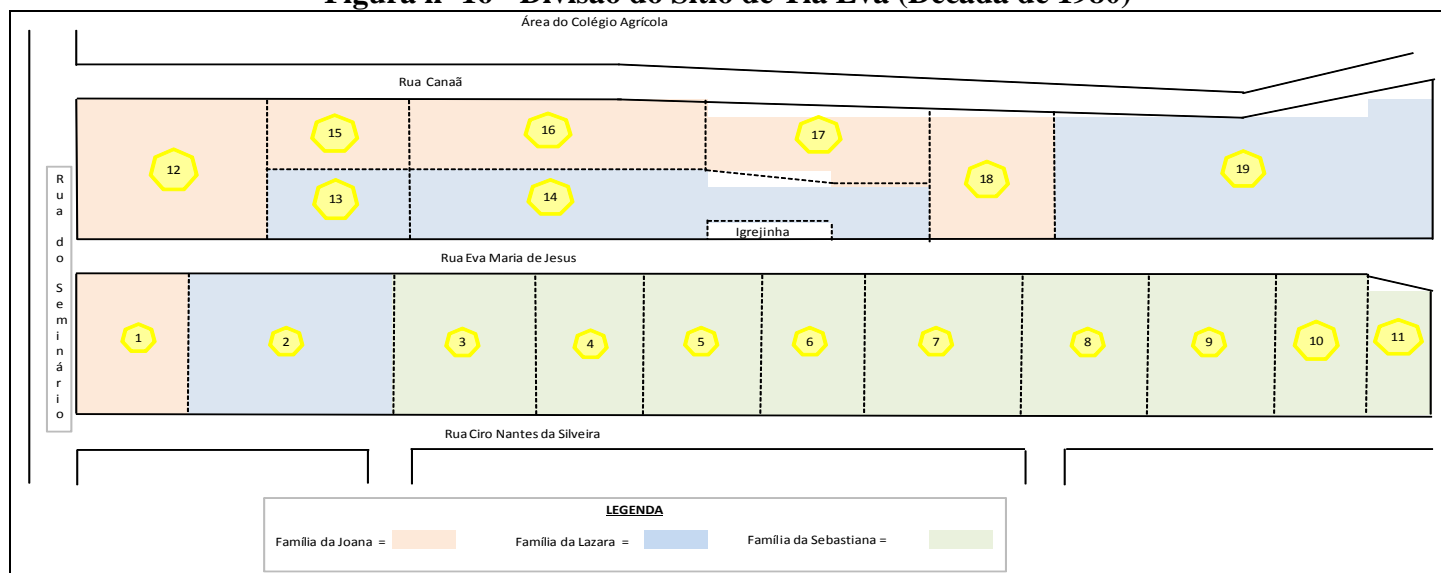 Figura nº 16 - Divisão do Sítio de Tia Eva (Década de 1980)
Área do Colégio Agrícola
Rua Canaã
15
16
17
12
18
19
13
14
Igrejinha
Rua do Seminário
Rua Eva Maria de Jesus
1
2
3
4
5
6
7
8
9
10
11
Rua Ciro Nantes da Silveira
LEGENDA
Família da Joana =
Família da Lazara =
Família da Sebastiana =